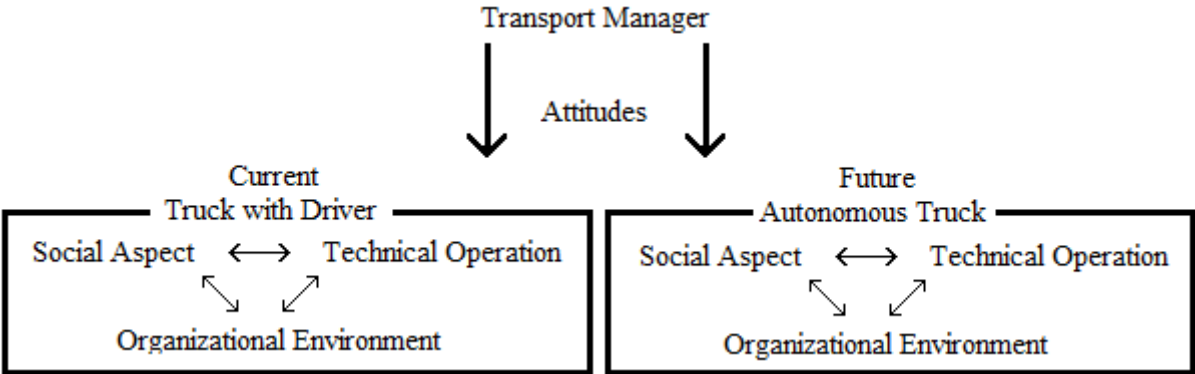 Transport Manager
Attitudes
Current
Truck with Driver
Social Aspect Technical Operation
Organizational Environment
Future
Autonomous Truck
Social Aspect Technical Operation
Organizational Environment